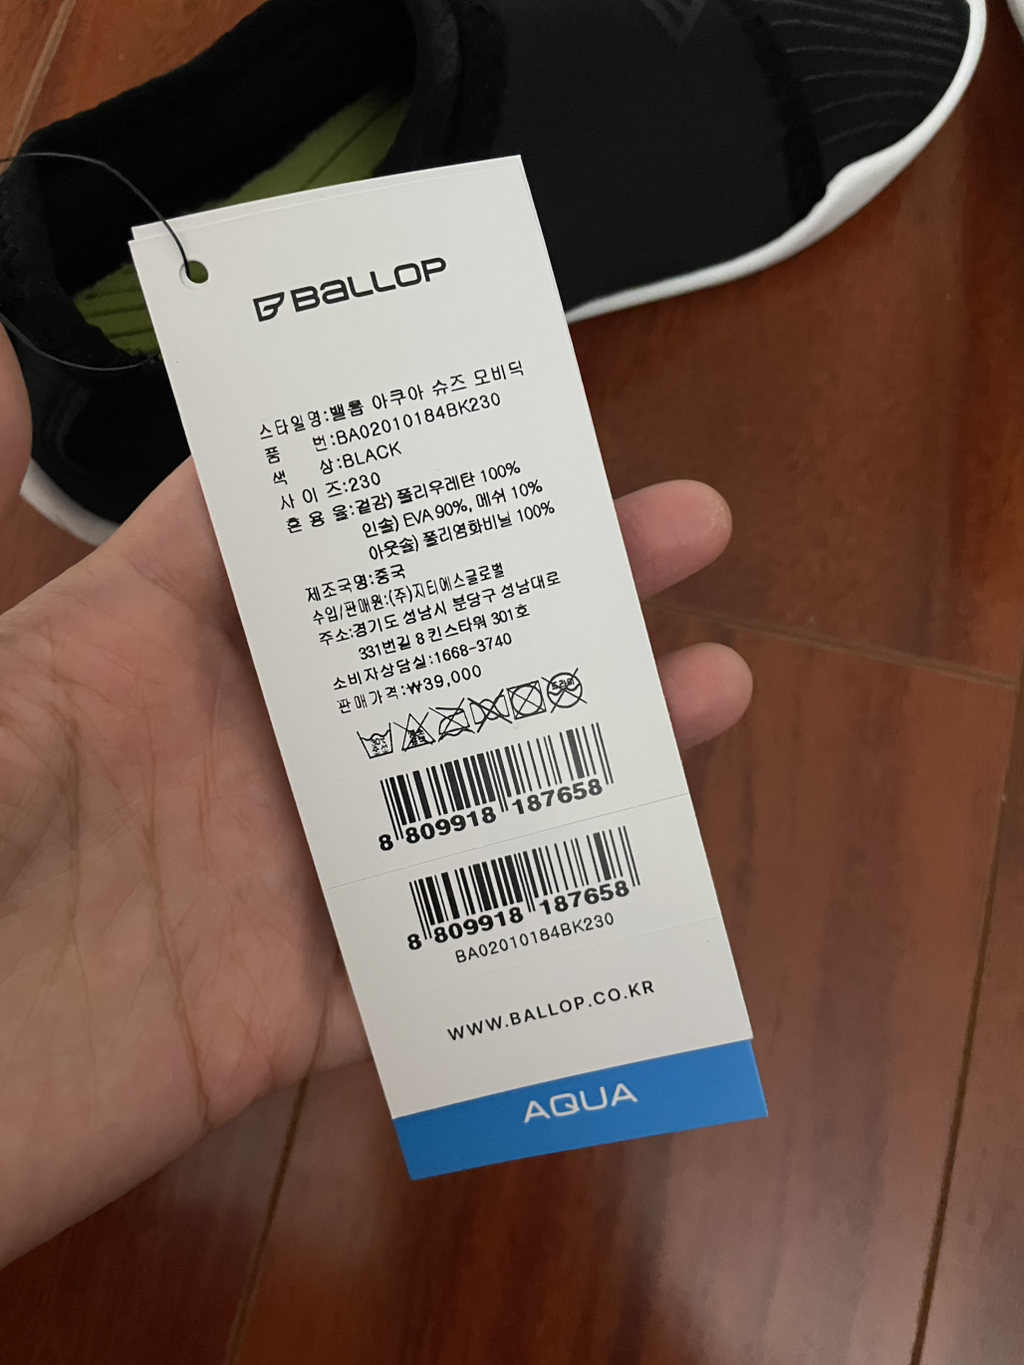 BALLOP
스타일명:밸롭 아쿠아 슈즈 모비딕
품 번:BA02010184BK230
색 상:BLACK
사 이 즈:230
혼 용 율:겉감) 폴리우레탄 100%
인솔) EVA 90%, 메쉬 10%
아웃솔) 폴리염화비닐 100%
제조국명:중국
수입/판매원:(주)지티에스글로벌
주소:경기도 성남시 분당구 성남대로
331번길 8 킨스타워 301호
소비자상담실:1668-3740
판매가격:₩39,000
8 809918 187658
8 809918 187658
BA02010184BK230
WWW.BALLOP.CO.KR
AQUA